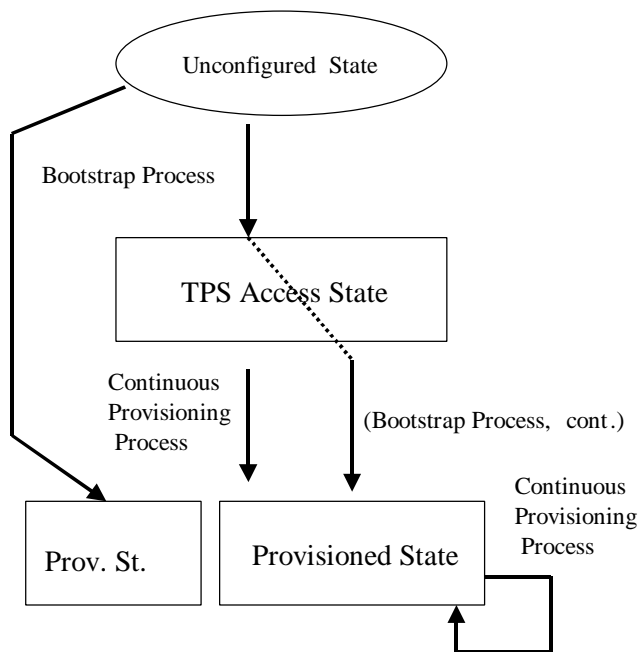 Unconfigured State
Bootstrap Process
TPS Access State
Continuous
Provisioning
Process
(Bootstrap Process, cont.)
Continuous
Provisioning
Process
Prov. St.
Provisioned State